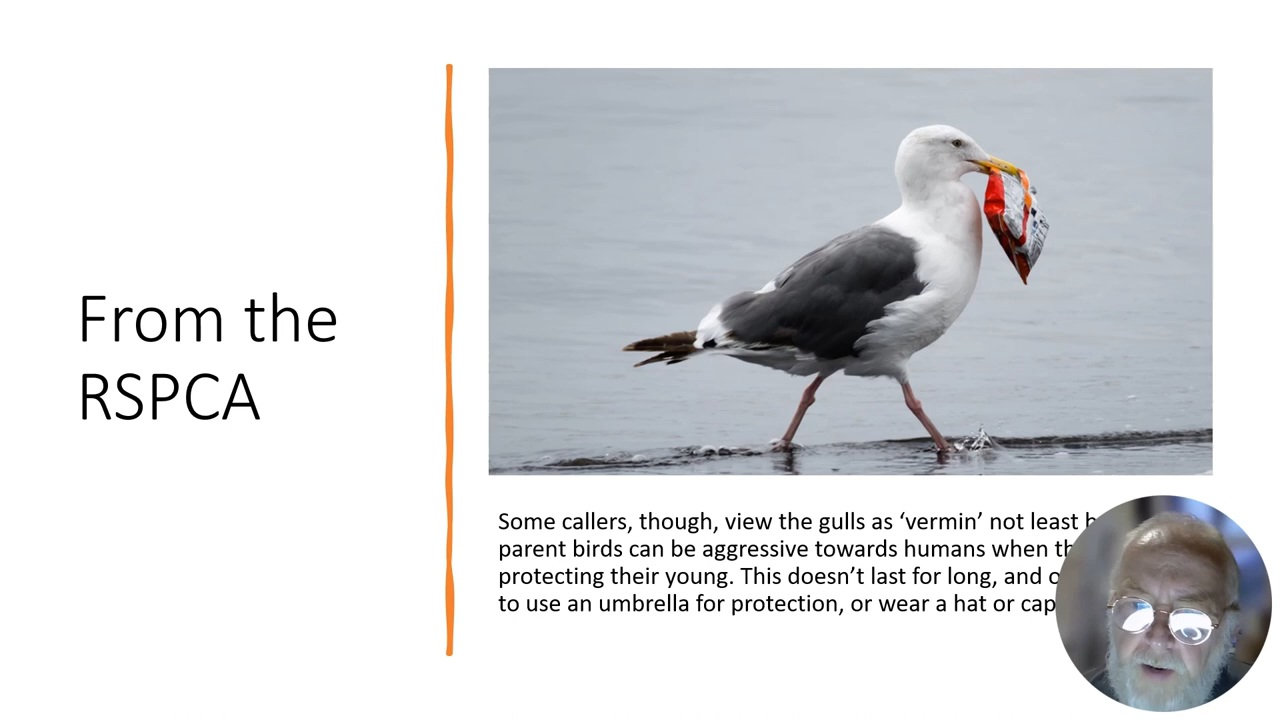 From the
RSPCA
Some callers, though, view the gulls as ‘vermin’ not least
parent birds can be aggressive towards humans when
protecting their young. This doesn’t last for long, and
to use an umbrella for protection, or wear a hat or cap